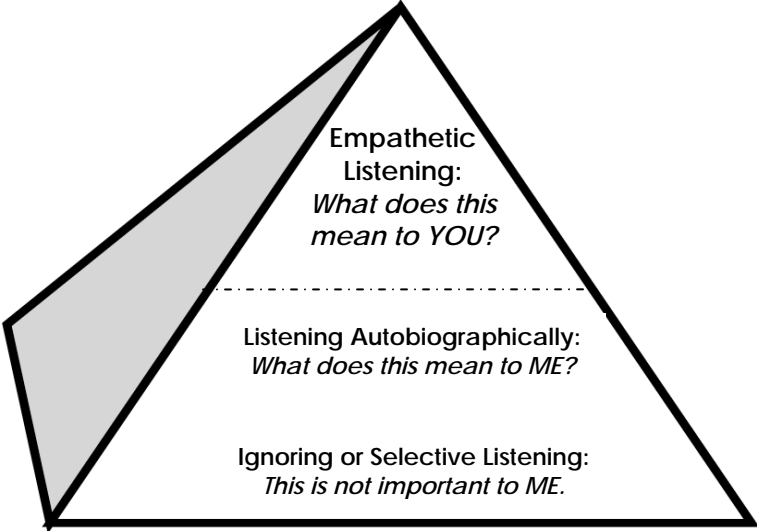 Empathetic
Listening:
What does this
mean to YOU?
Listening Autobiographically:
What does this mean to ME?
Ignoring or Selective Listening:
This is not important to ME.